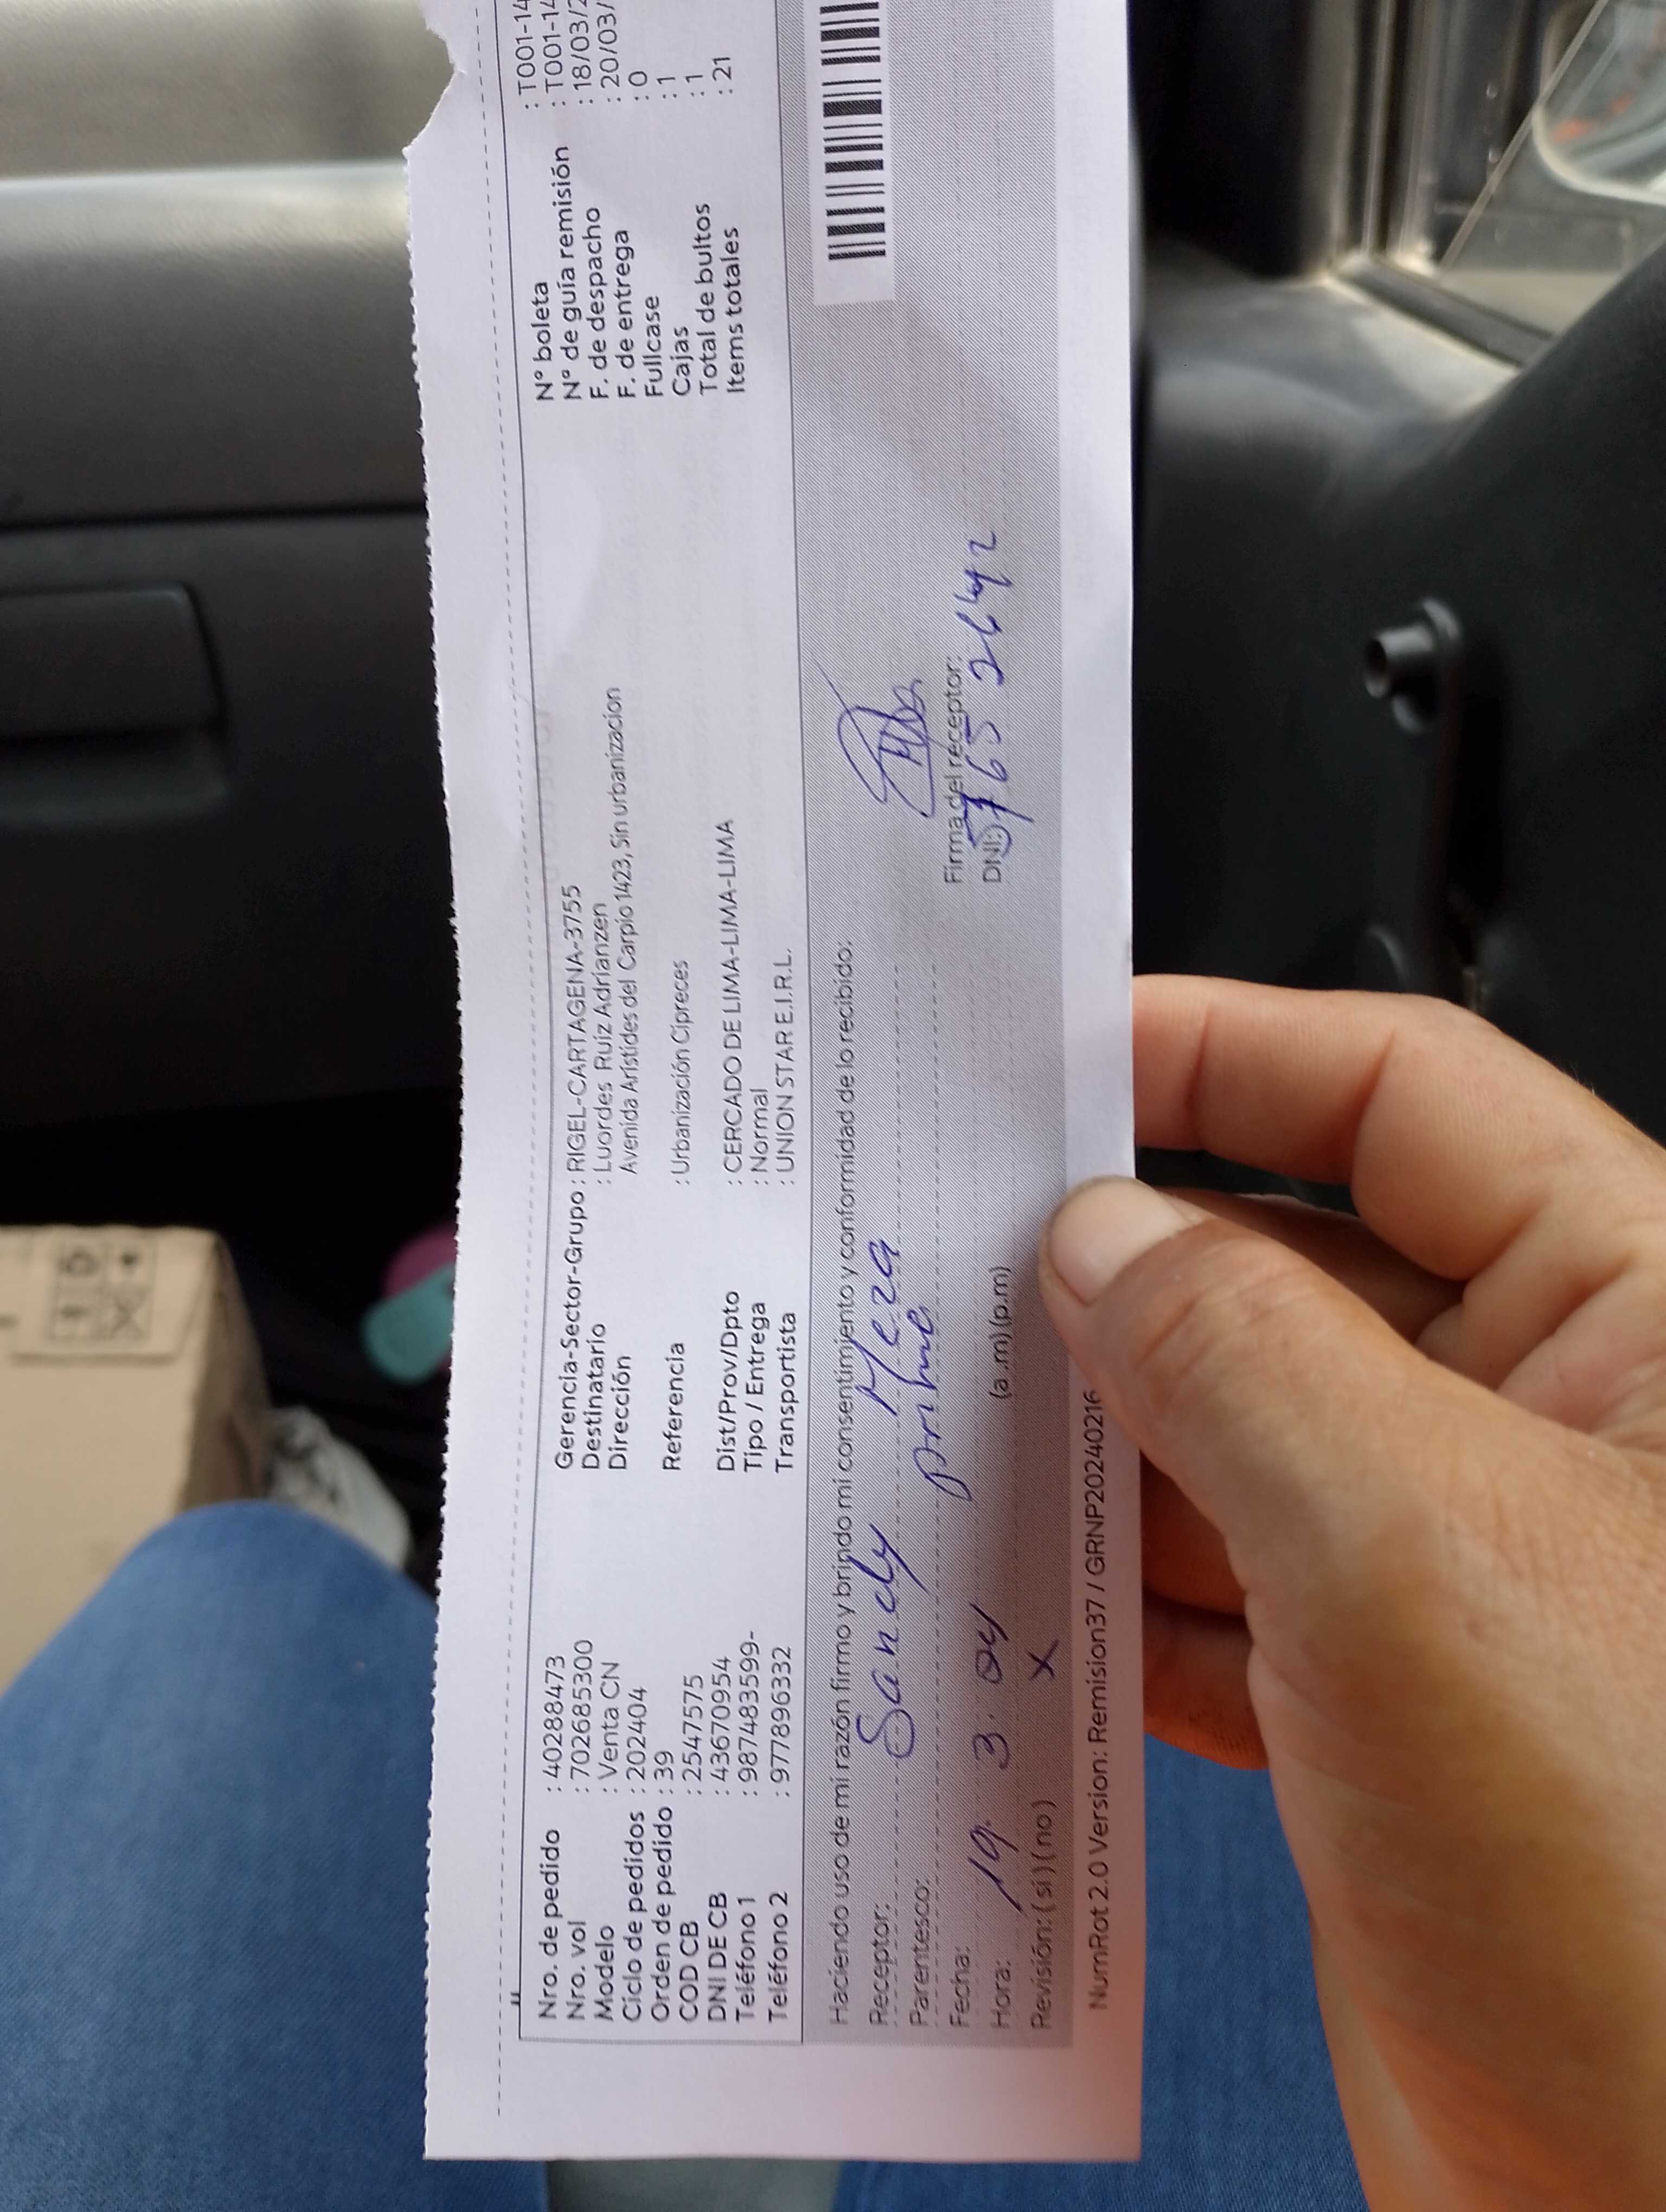 Nro. de pedido : 40288473
Nro. vol : 702685300
Modelo : Venta CN
Ciclo de pedidos : 202404
Orden de pedido : 39
COD CB : 2547575
DNI DE CB : 43670954
Teléfono 1 : 987483599-
Teléfono 2 : 977896332
Gerencia-Sector-Grupo : RIGEL-CARTAGENA-3755
Destinatario : Luordes Ruiz Adrianzen
Dirección Avenida Arístides del Carpio 1423, Sin urbanizacion
Referencia : Urbanización Cipreces
Dist/Prov/Dpto : CERCADO DE LIMA-LIMA-LIMA
Tipo / Entrega : Normal
Transportista : UNION STAR E.I.R.L.
N° boleta : T001-14
N° de guía remisión : T001-14
F. de despacho : 18/03/2
F. de entrega : 20/03/
Fullcase : 0
Cajas : 1
Total de bultos : 1
Items totales : 21
Haciendo uso de mi razón firmo y brindo mi consentimiento y conformidad de lo recibido:
Receptor: Sandy Meza
Parentesco: prima
Fecha: 19. 3. 04
Hora: (a.m) (p.m)
Revisión: (si) (no) X
Firma del receptor:
DNI:
NumRot 2.0 Version: Remision37 / GRNP20240216